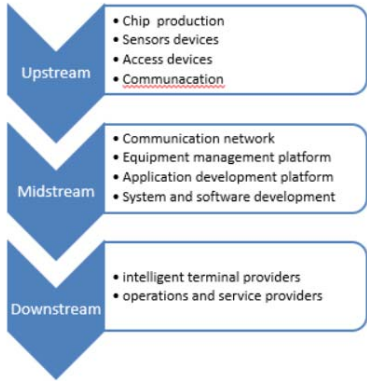 Upstream
• Chip production
• Sensors devices
• Access devices
• Communacation
Midstream
• Communication network
• Equipment management platform
• Application development platform
• System and software development
Downstream
• intelligent terminal providers
• operations and service providers